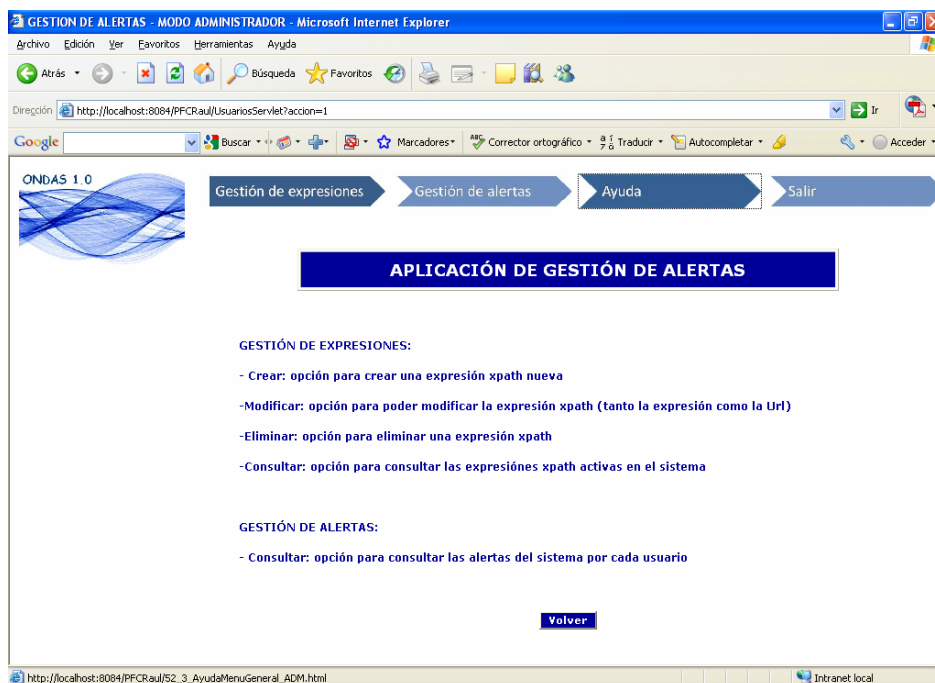 GESTION DE ALERTAS - MODO ADMINISTRADOR - Microsoft Internet Explorer
Archivo Edición Ver Favoritos Herramientas Ayuda
Atrás Búsqueda Favoritos
Dirección http://localhost:8084/PFCRaul/UsuariosServlet?accion=1 Ir
Google Buscar Marcadores Corrector ortográfico Traducir Autocompletar Acceder
ONDAS 1.0
Gestión de expresiones Gestión de alertas Ayuda Salir
APLICACIÓN DE GESTIÓN DE ALERTAS
GESTIÓN DE EXPRESIONES:
- Crear: opción para crear una expresión xpath nueva
-Modificar: opción para poder modificar la expresión xpath (tanto la expresión como la Url)
-Eliminar: opción para eliminar una expresión xpath
-Consultar: opción para consultar las expresiónes xpath activas en el sistema
GESTIÓN DE ALERTAS:
- Consultar: opción para consultar las alertas del sistema por cada usuario
Volver
http://localhost:8084/PFCRaul/52_3_AyudaMenuGeneral_ADM.html Intranet local